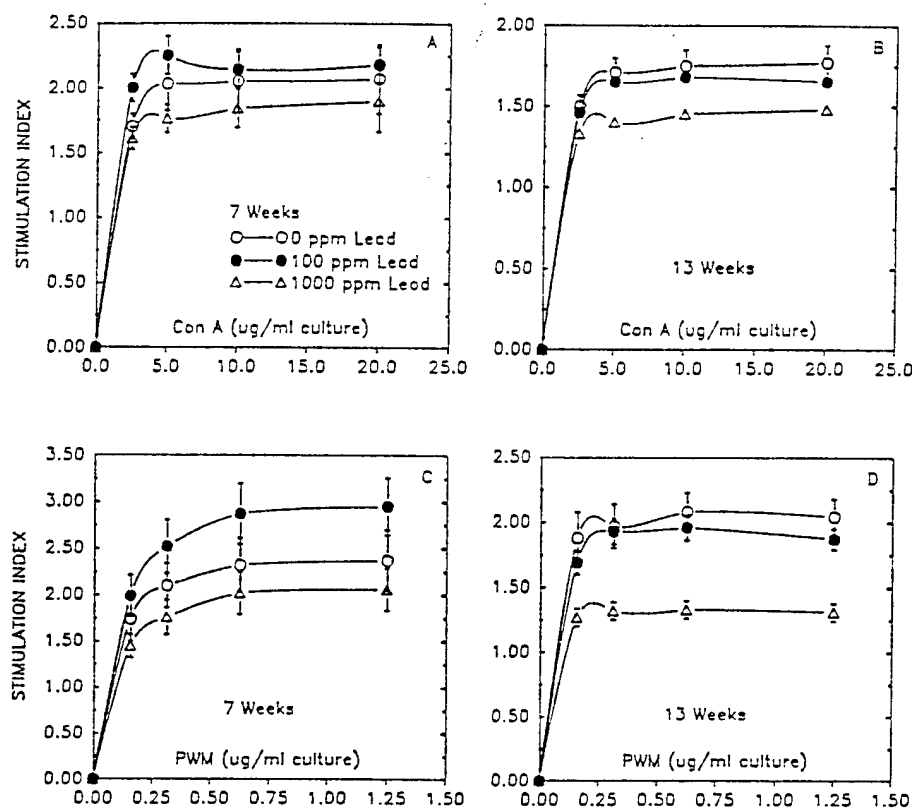 A
2.50
2.25
2.00
1.50
1.00
0.50
0.00
STIMULATION INDEX
7 Weeks
0 ppm Lead
100 ppm Lead
1000 ppm Lead
Con A (ug/ml culture)
0.0 5.0 10.0 15.0 20.0 25.0
B
2.00
1.50
1.00
0.50
0.00
13 Weeks
Con A (ug/ml culture)
0.0 5.0 10.0 15.0 20.0 25.0
C
3.50
3.00
2.50
2.00
1.50
1.00
0.50
0.00
STIMULATION INDEX
7 Weeks
PWM (ug/ml culture)
0.00 0.25 0.50 0.75 1.00 1.25 1.50
D
2.50
2.00
1.50
1.00
0.50
0.00
13 Weeks
PWM (ug/ml culture)
0.00 0.25 0.50 0.75 1.00 1.25 1.50